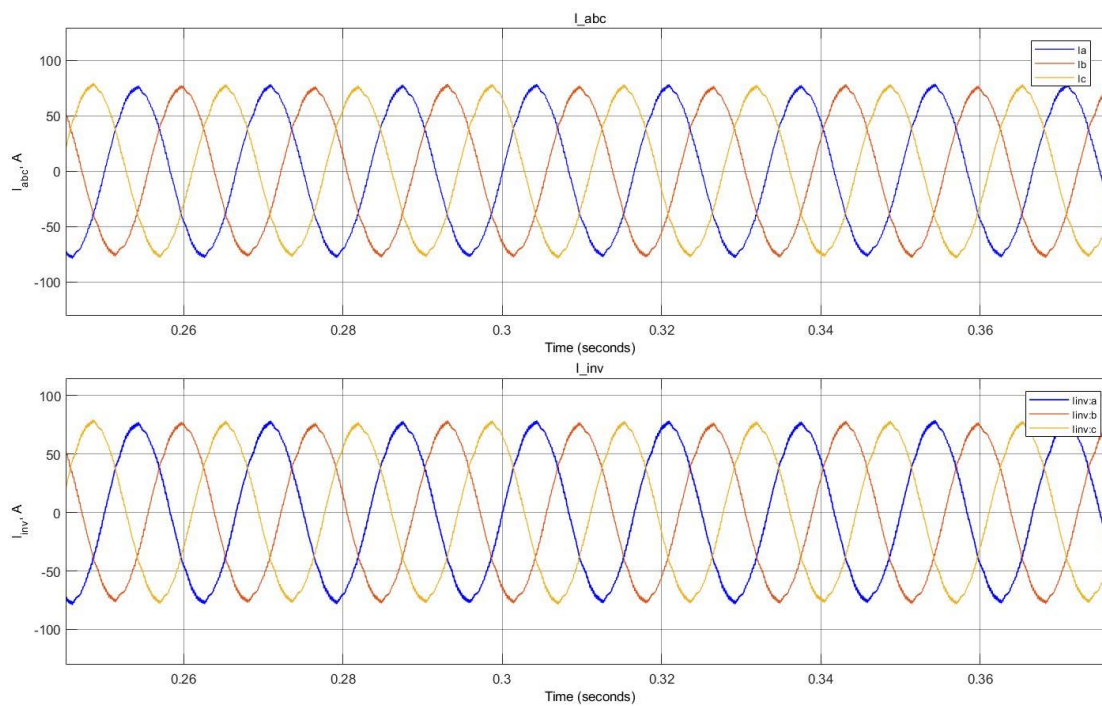 I_abc
Ia
Ib
Ic
100
50
0
-50
-100
I_abc, A
0.26 0.28 0.3 0.32 0.34 0.36
Time (seconds)
I_inv
Iinv:a
Iinv:b
Iinv:c
100
50
0
-50
-100
I_inv, A
0.26 0.28 0.3 0.32 0.34 0.36
Time (seconds)